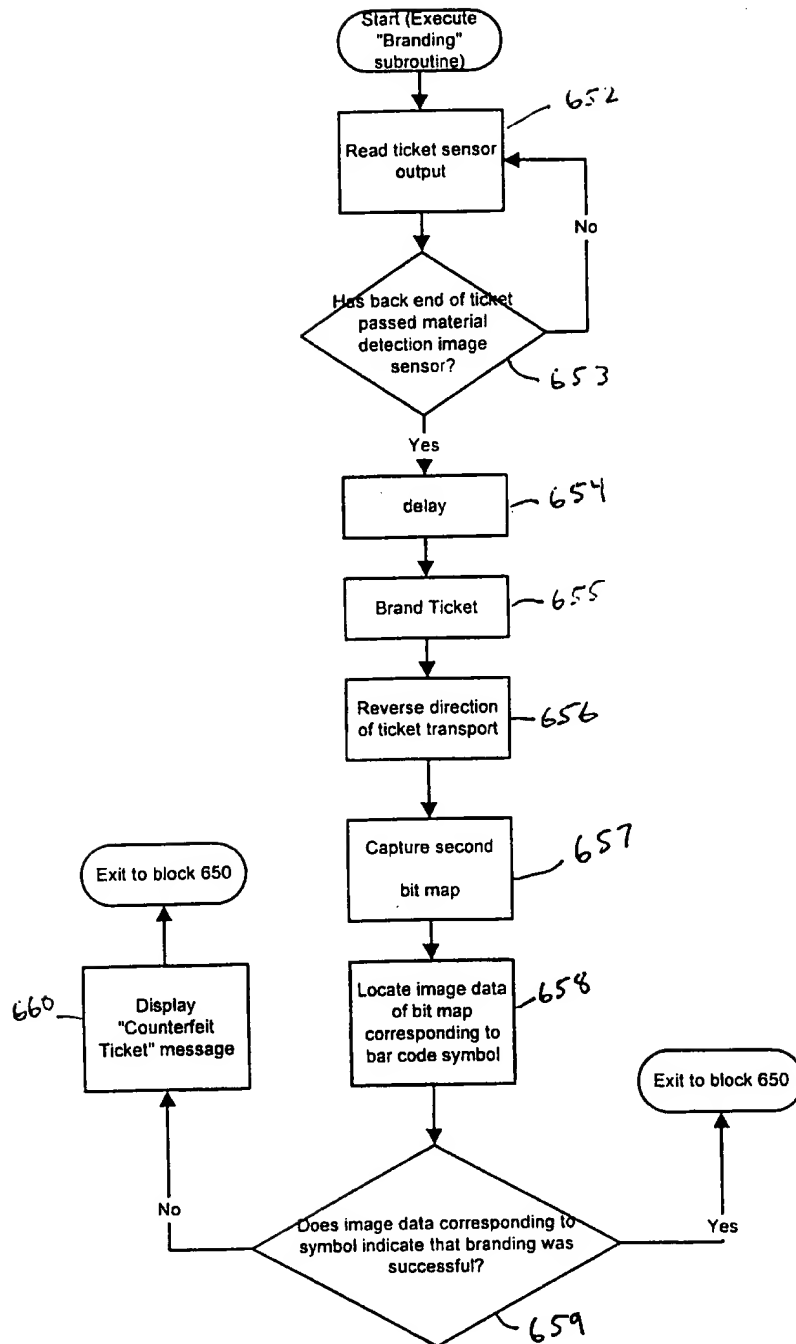 Start (Execute
"Branding"
subroutine)
652
Read ticket sensor
output
No
Has back end of ticket
passed material
detection image
sensor?
653
Yes
delay
654
Brand Ticket
655
Reverse direction
of ticket transport
656
Capture second
bit map
657
Exit to block 650
Locate image data
of bit map
corresponding to
bar code symbol
658
660
Display
"Counterfeit
Ticket" message
Exit to block 650
No
Does image data corresponding to
symbol indicate that branding was
successful?
Yes
659